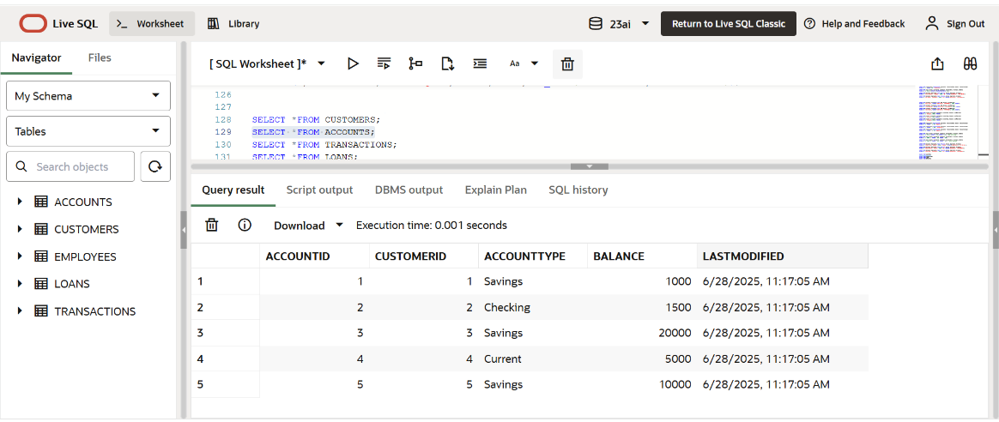 Live SQL >_ Worksheet Library 23ai Return to Live SQL Classic Help and Feedback Sign Out
Navigator Files
My Schema
Tables
Search objects
ACCOUNTS
CUSTOMERS
EMPLOYEES
LOANS
TRANSACTIONS
[ SQL Worksheet ]* Aa
126
127
128 SELECT *FROM CUSTOMERS;
129 SELECT *FROM ACCOUNTS;
130 SELECT *FROM TRANSACTIONS;
131 SELECT *FROM LOANS;
Query result Script output DBMS output Explain Plan SQL history
Download Execution time: 0.001 seconds
ACCOUNTID CUSTOMERID ACCOUNTTYPE BALANCE LASTMODIFIED
1 1 1 Savings 1000 6/28/2025, 11:17:05 AM
2 2 2 Checking 1500 6/28/2025, 11:17:05 AM
3 3 3 Savings 20000 6/28/2025, 11:17:05 AM
4 4 4 Current 5000 6/28/2025, 11:17:05 AM
5 5 5 Savings 10000 6/28/2025, 11:17:05 AM